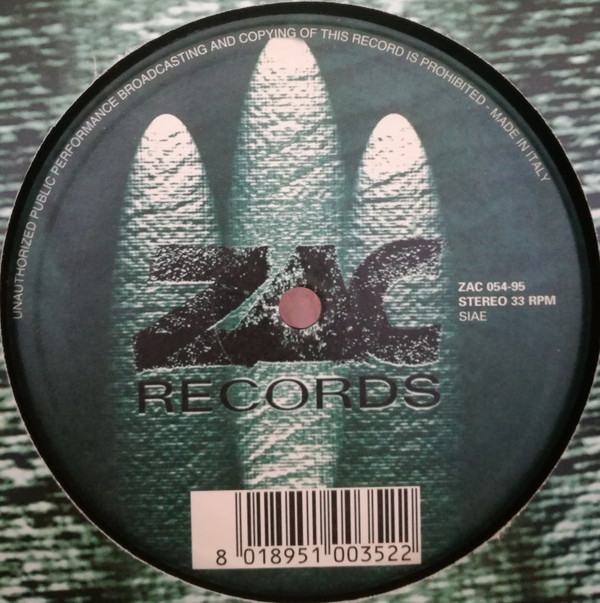 UNAUTHORIZED PUBLIC PERFORMANCE BROADCASTING AND COPYING OF THIS RECORD IS PROHIBITED - MADE IN ITALY
ZAC
RECORDS
ZAC 054-95
STEREO 33 RPM
SIAE
8 018951 003522